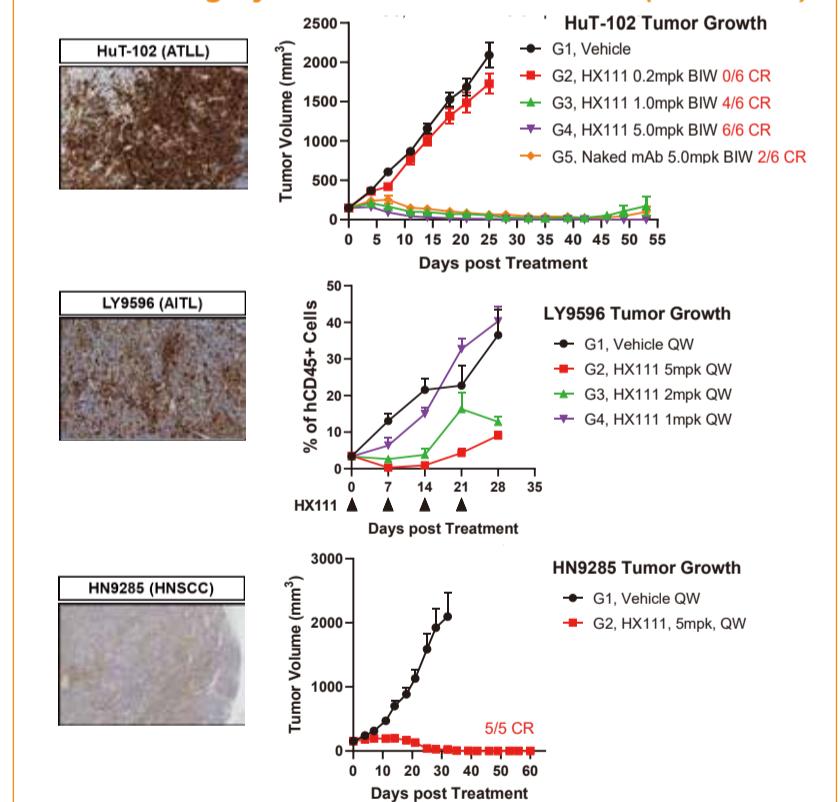 HuT-102 (ATLL)
HuT-102 Tumor Growth
Tumor Volume (mm³)
2500
2000
1500
1000
500
0
0 5 10 15 20 25 30 35 40 45 50 55
Days post Treatment
G1, Vehicle
G2, HX111 0.2mpk BIW 0/6 CR
G3, HX111 1.0mpk BIW 4/6 CR
G4, HX111 5.0mpk BIW 6/6 CR
G5, Naked mAb 5.0mpk BIW 2/6 CR
LY9596 (AITL)
LY9596 Tumor Growth
% of hCD45+ Cells
50
40
30
20
10
0
0 7 14 21 28 35
HX111
Days post Treatment
G1, Vehicle QW
G2, HX111 5mpk QW
G3, HX111 2mpk QW
G4, HX111 1mpk QW
HN9285 (HNSCC)
HN9285 Tumor Growth
Tumor Volume (mm³)
3000
2000
1000
0
0 10 20 30 40 50 60
Days post Treatment
G1, Vehicle QW
G2, HX111, 5mpk, QW
5/5 CR